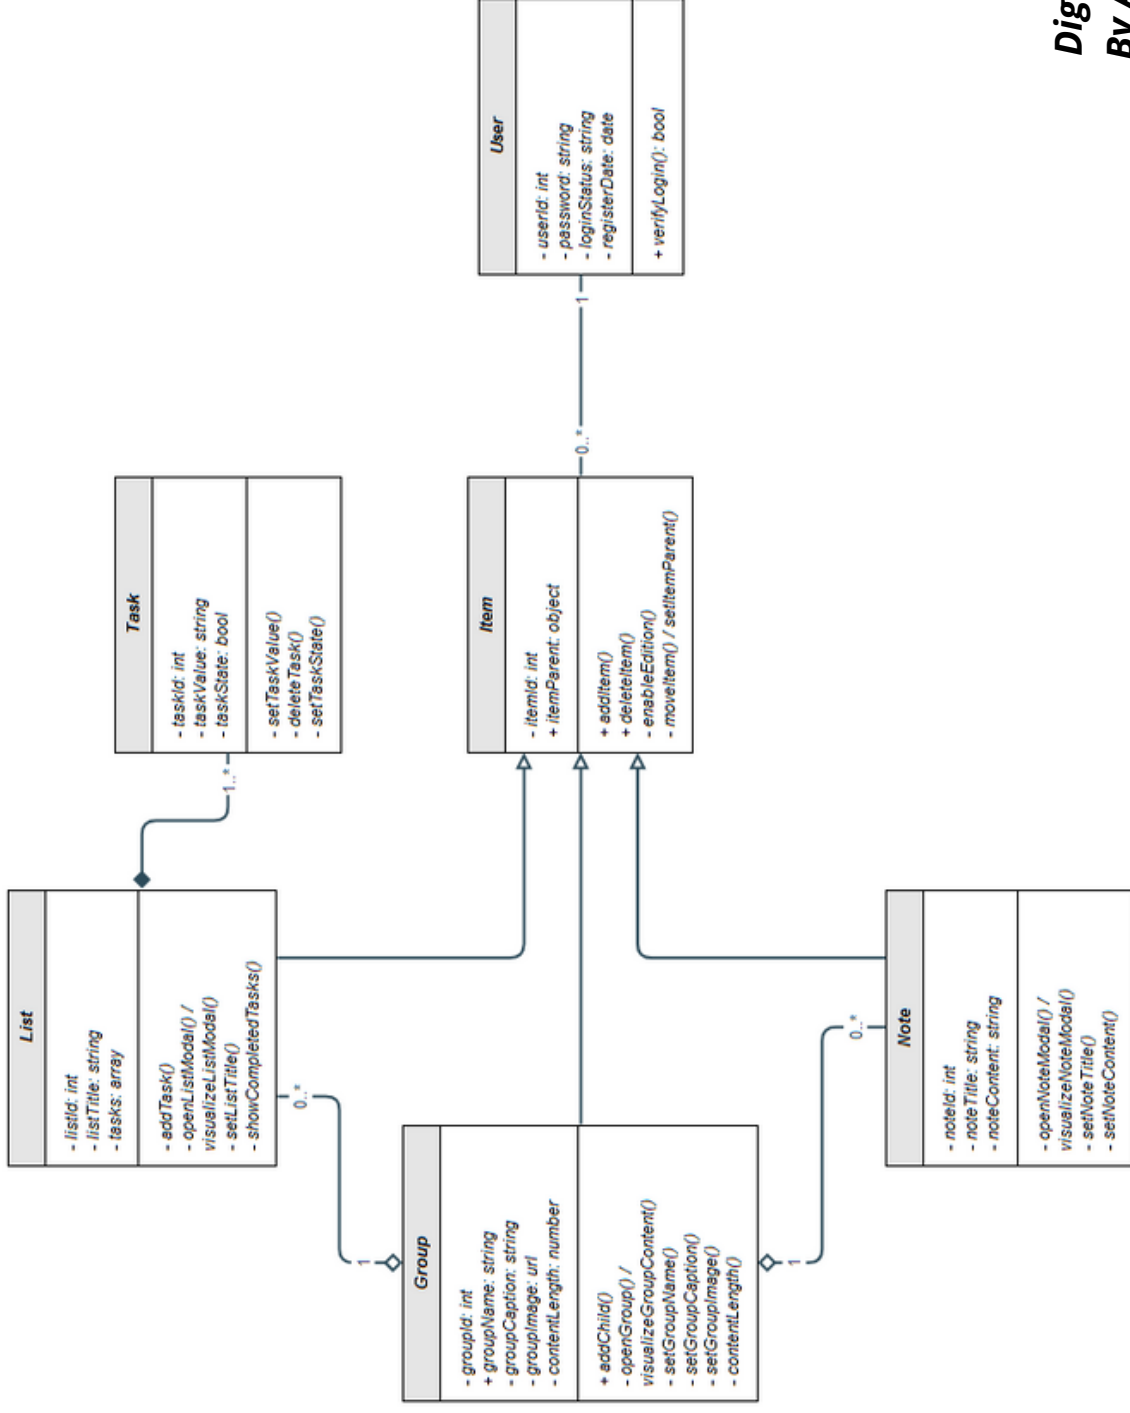 Dig
By
User
- userId: int
- password: string
- loginStatus: string
- registerDate: date
+ verifyLogin(): bool
1
0..*
Task
- taskId: int
- taskValue: string
- taskState: bool
- setTaskValue()
- deleteTask()
- setTaskState()
1..*
Item
- itemId: int
+ itemParent: object
+ addItem()
+ deleteItem()
- enableEdition()
- moveItem() / setItemParent()
List
- listId: int
- listTitle: string
- tasks: array
- addTask()
- openListModal() /
visualizeListModal()
- setListTitle()
- showCompletedTasks()
0..*
1
Group
- groupId: int
+ groupName: string
- groupCaption: string
- groupImage: url
- contentLength: number
+ addChild()
- openGroup() /
visualizeGroupContent()
- setGroupName()
- setGroupCaption()
- setGroupImage()
- contentLength()
1
0..*
Note
- noteId: int
- noteTitle: string
- noteContent: string
- openNoteModal() /
visualizeNoteModal()
- setNoteTitle()
- setNoteContent()